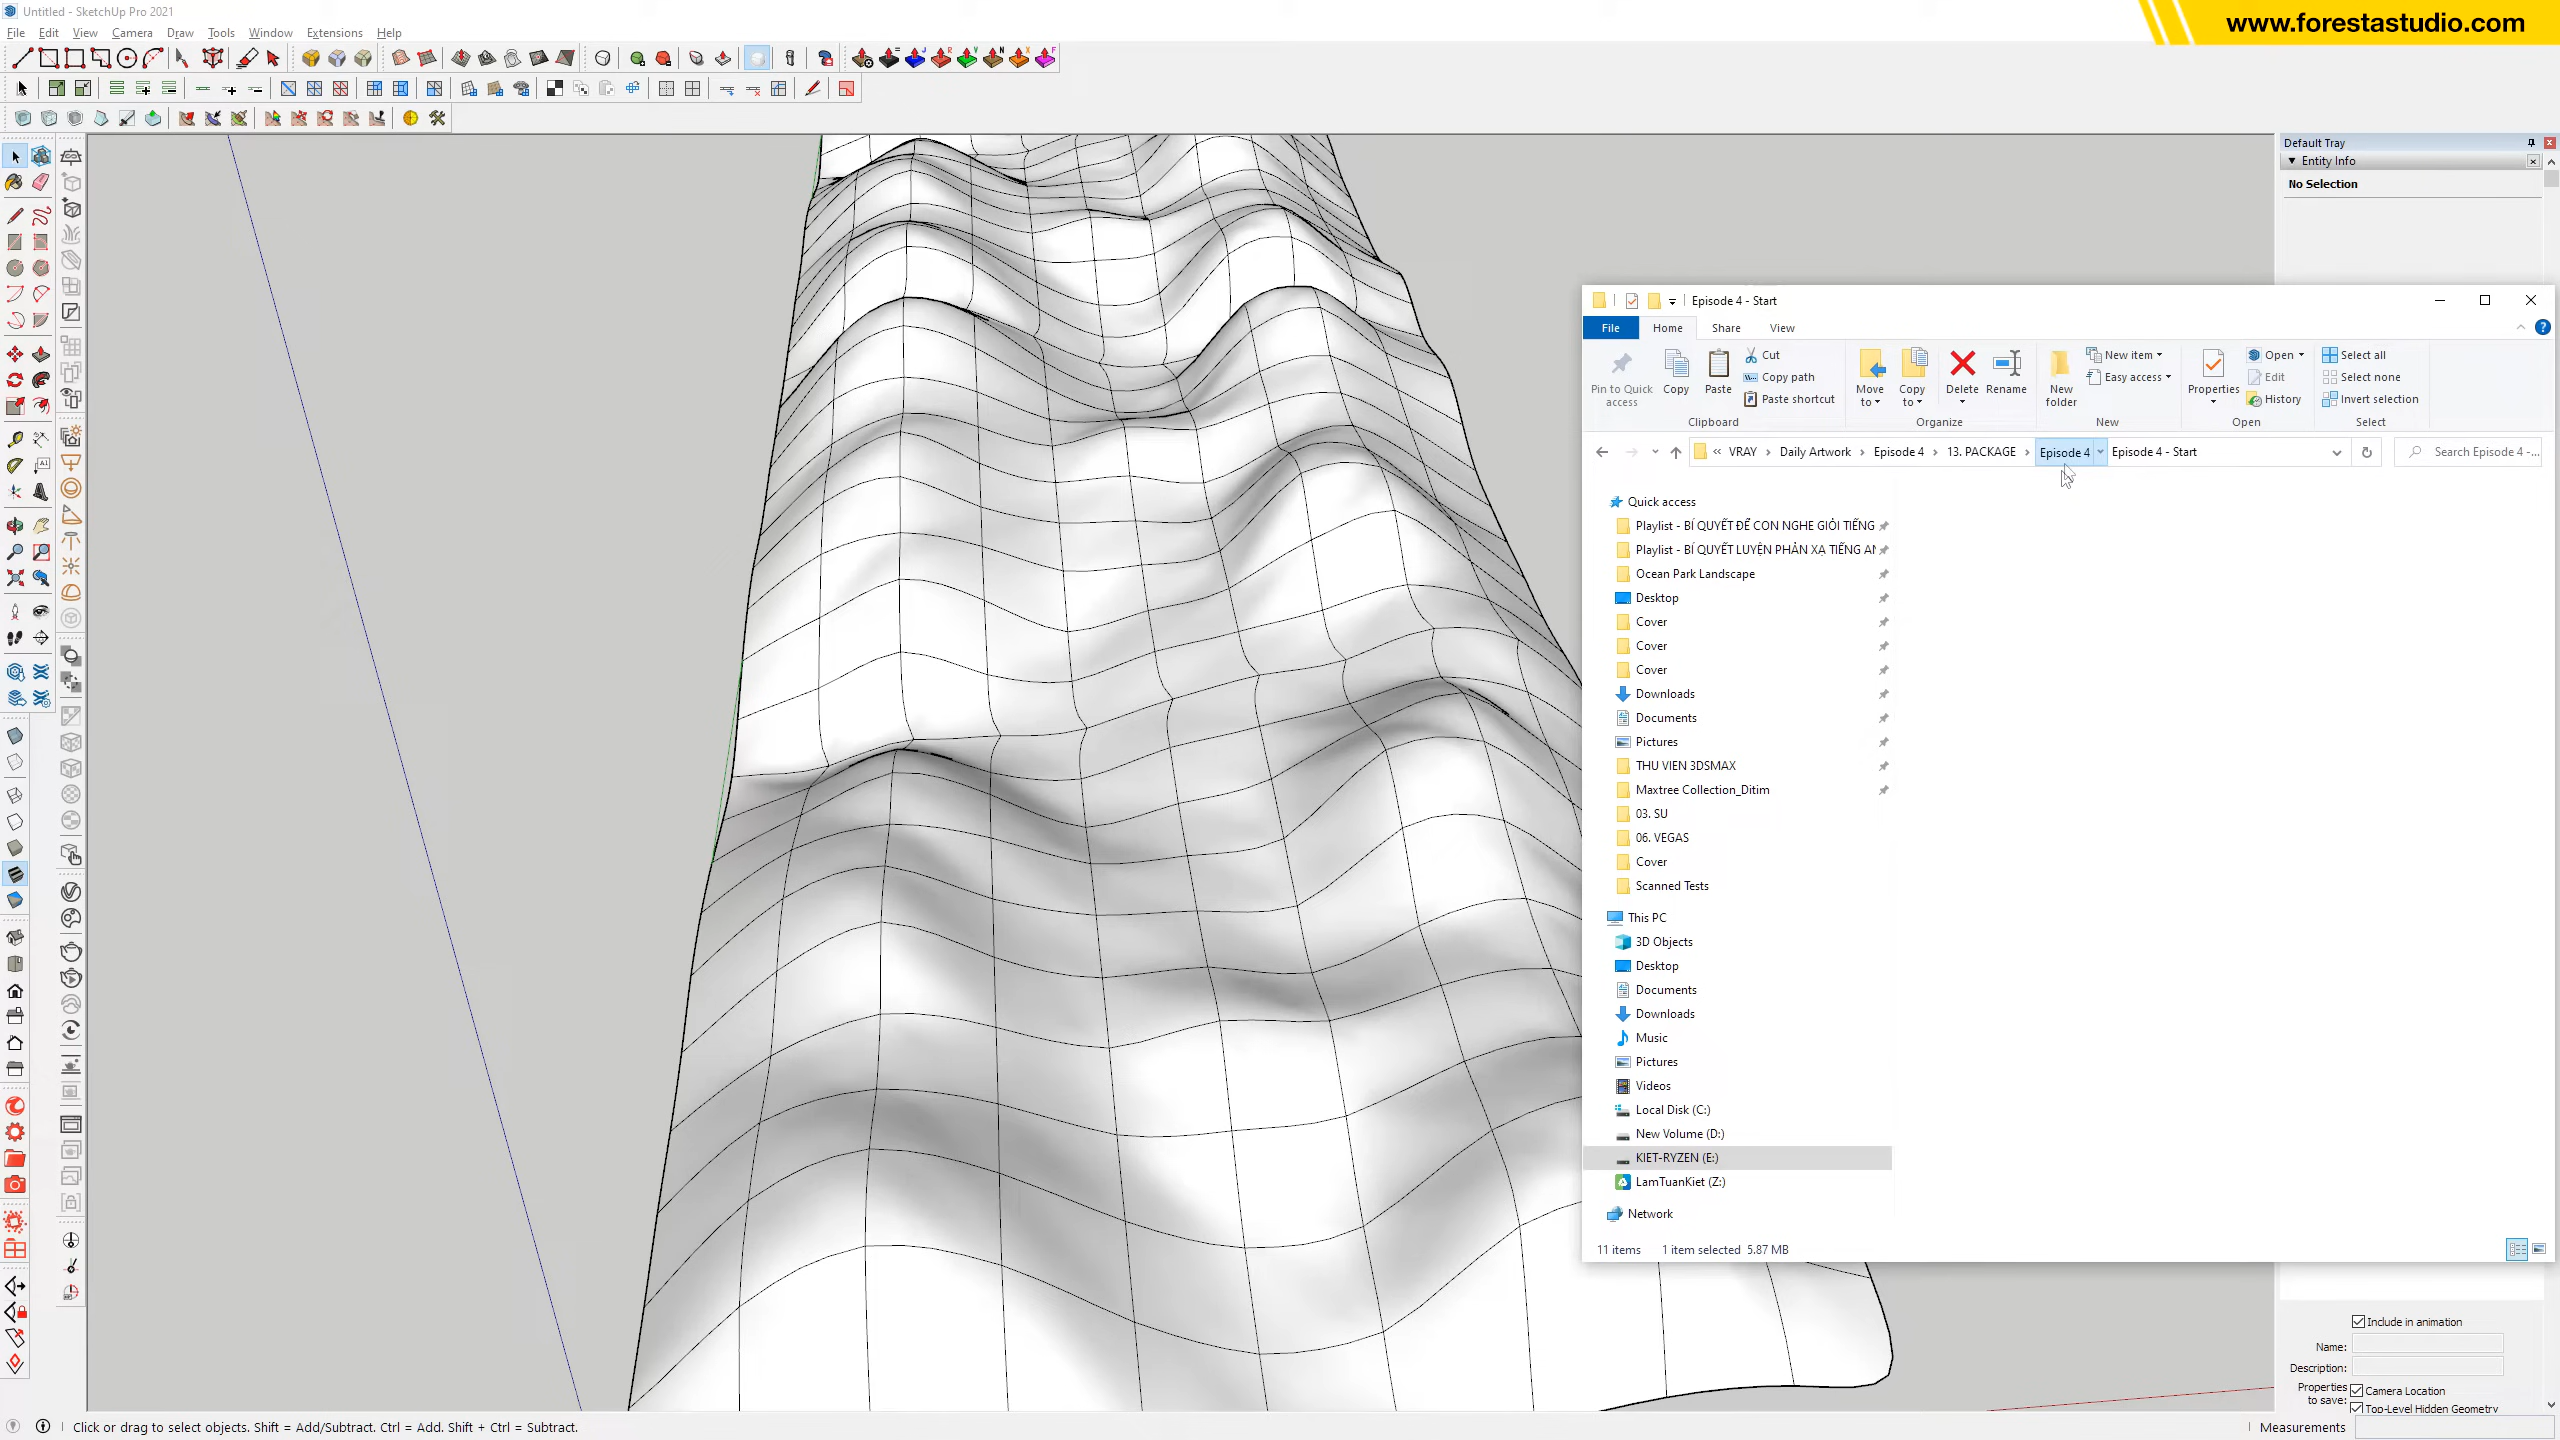 Untitled - SketchUp Pro 2021
www.forestastudio.com
File Edit View Camera Draw Tools Window Extensions Help
Default Tray
Entity Info
No Selection
Episode 4 - Start
File Home Share View
Pin to Quick access
Copy
Paste
Cut
Copy path
Paste shortcut
Move to
Copy to
Delete
Rename
New folder
New item
Easy access
Properties
Open
Edit
History
Select all
Select none
Invert selection
Clipboard Organize New Open Select
« VRAY › Daily Artwork › Episode 4 › 13. PACKAGE › Episode 4 Episode 4 - Start
Search Episode 4 -...
Quick access
Playlist - BÍ QUYẾT ĐỂ CON NGHE GIỎI TIẾNG
Playlist - BÍ QUYẾT LUYỆN PHẢN XẠ TIẾNG AN
Ocean Park Landscape
Desktop
Cover
Cover
Cover
Downloads
Documents
Pictures
THU VIEN 3DSMAX
Maxtree Collection_Ditim
03. SU
06. VEGAS
Cover
Scanned Tests
This PC
3D Objects
Desktop
Documents
Downloads
Music
Pictures
Videos
Local Disk (C:)
New Volume (D:)
KIET-RYZEN (E:)
LamTuanKiet (Z:)
Network
11 items 1 item selected 5.87 MB
Include in animation
Name:
Description:
Properties to save:
Camera Location
Top-Level Hidden Geometry
Click or drag to select objects. Shift = Add/Subtract. Ctrl = Add. Shift + Ctrl = Subtract.
Measurements